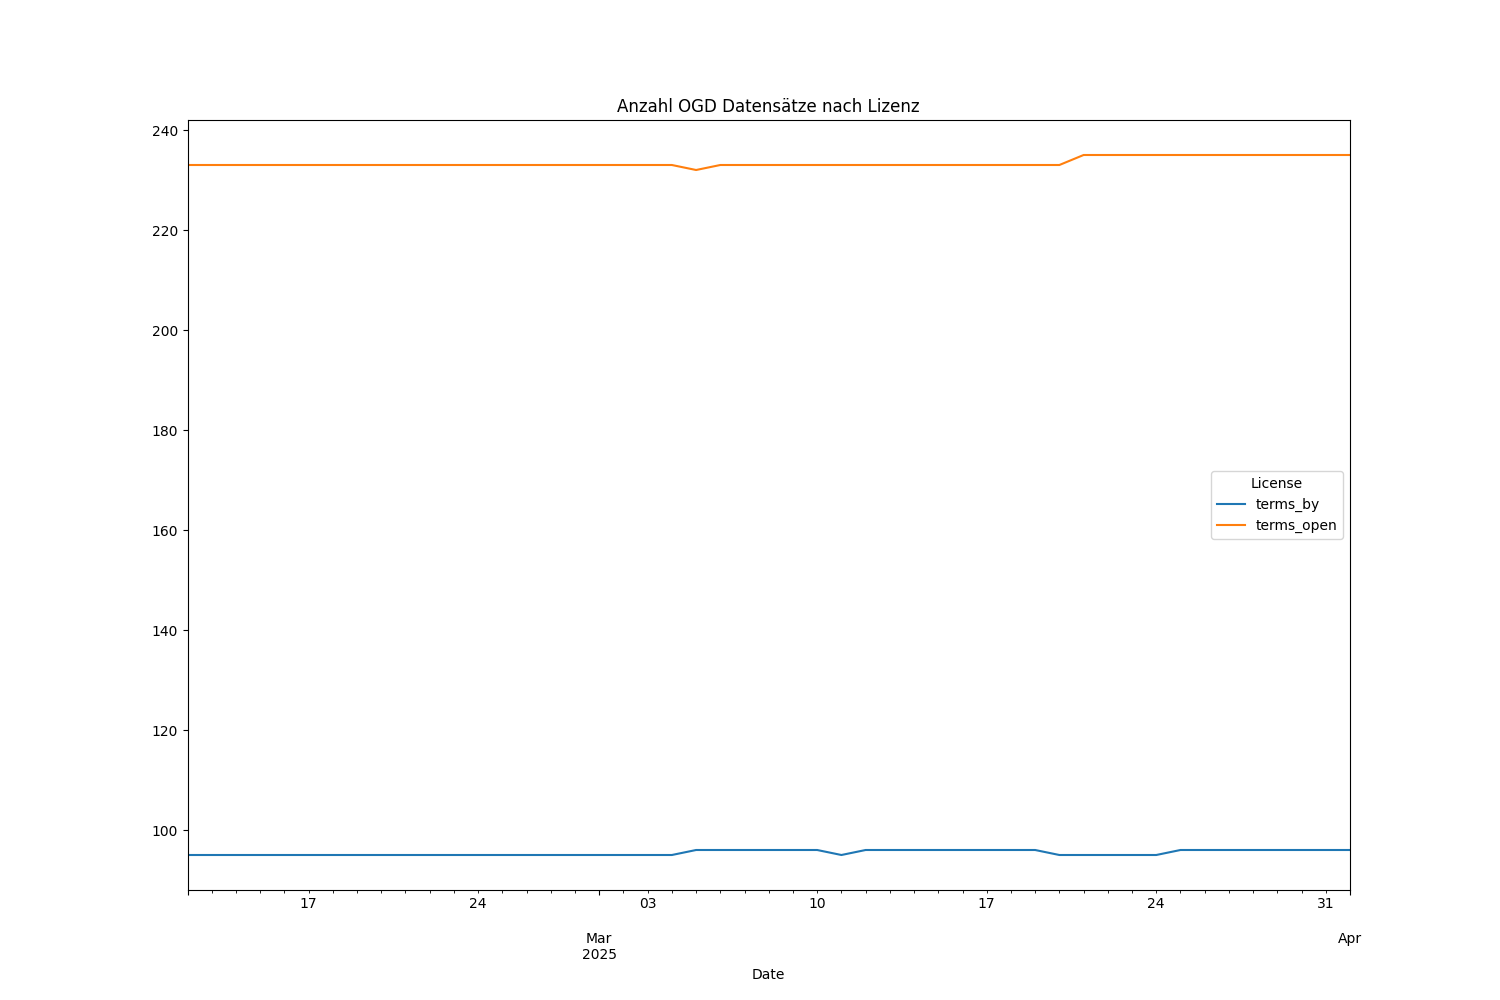 Anzahl OGD Datensätze nach Lizenz
240
220
200
180
160
140
120
100
License
terms_by
terms_open
17
24
03
10
17
24
31
Mar
2025
Apr
Date